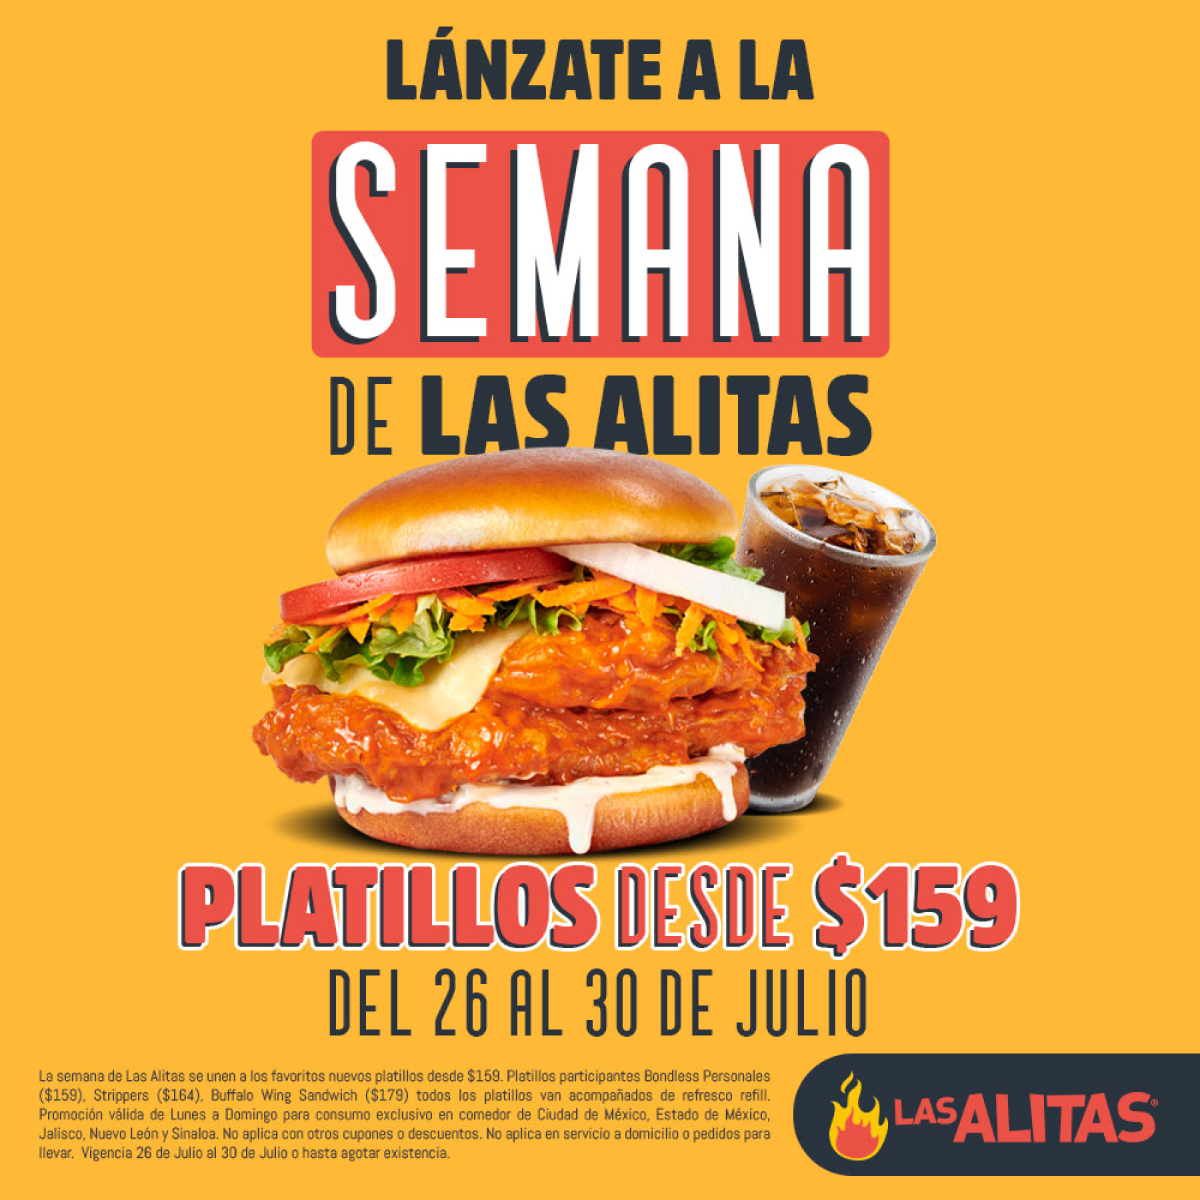 LÁNZATE A LA
SEMANA
DE LAS ALITAS
PLATILLOS DESDE $159
DEL 26 AL 30 DE JULIO
La semana de Las Alitas se unen a los favoritos nuevos platillos desde $159. Platillos participantes Bondless Personales
($159), Strippers ($164), Buffalo Wing Sandwich ($179) todos los platillos van acompañados de refresco refill.
Promoción válida de Lunes a Domingo para consumo exclusivo en comedor de Ciudad de México, Estado de México,
Jalisco, Nuevo León y Sinaloa. No aplica con otros cupones o descuentos. No aplica en servicio a domicilio o pedidos para
llevar. Vigencia 26 de Julio al 30 de Julio o hasta agotar existencia.
LAS ALITAS®